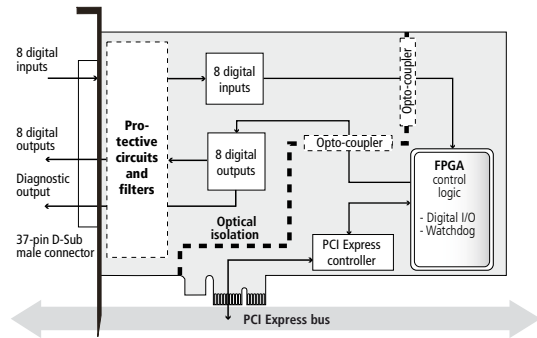 8 digital
inputs
8 digital
outputs
Diagnostic
output
37-pin D-Sub
male connector
Pro-
tective
circuits
and
filters
8 digital
inputs
8 digital
outputs
Opto-coupler
Opto-coupler
Optical
isolation
PCI Express
controller
FPGA
control
logic
- Digital I/O
- Watchdog
PCI Express bus